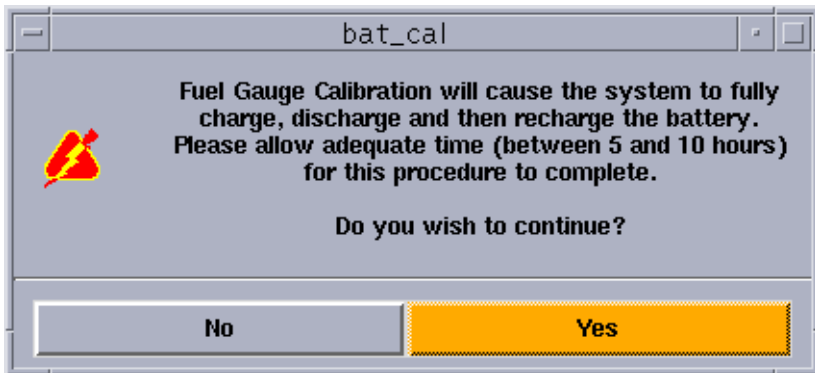 bat_cal
Fuel Gauge Calibration will cause the system to fully
charge, discharge and then recharge the battery.
Please allow adequate time (between 5 and 10 hours)
for this procedure to complete.
Do you wish to continue?
No
Yes